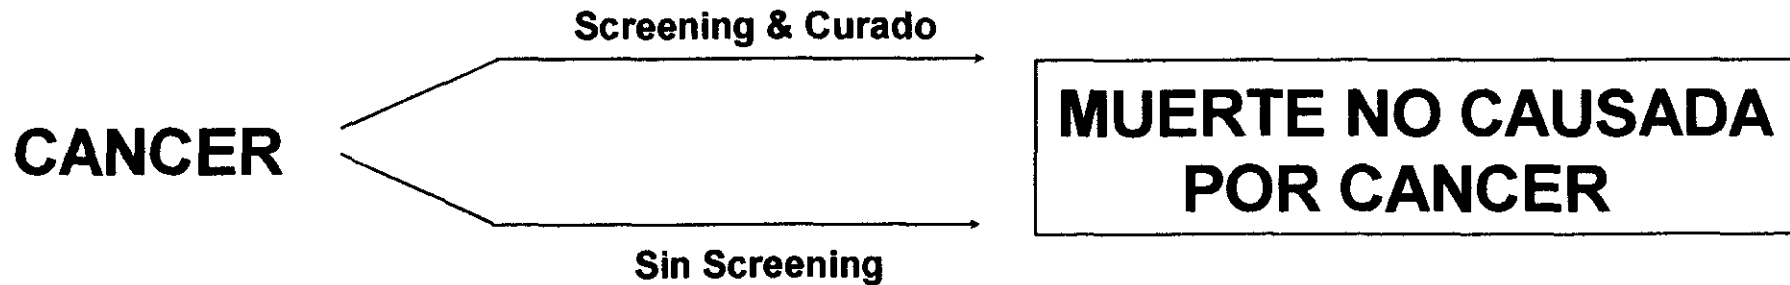 Screening & Curado
CANCER
MUERTE NO CAUSADA
POR CANCER
Sin Screening